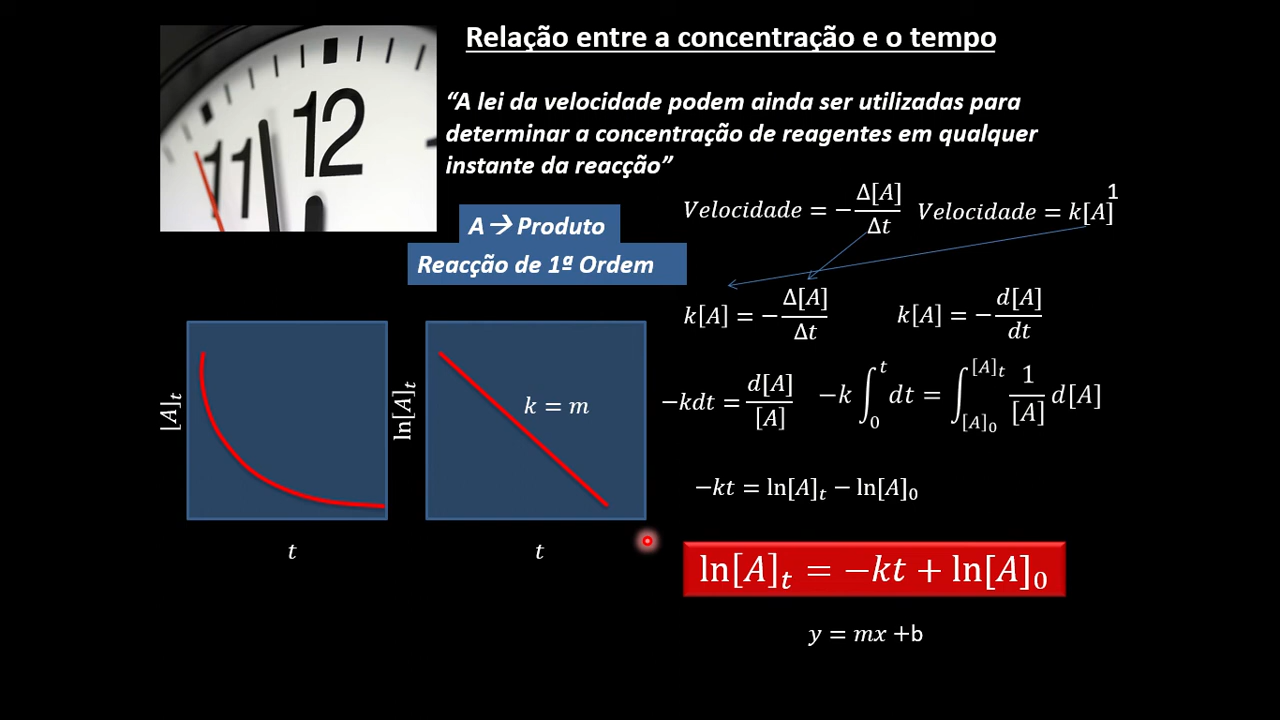 Relação entre a concentração e o tempo
12
11
“A lei da velocidade podem ainda ser utilizadas para
determinar a concentração de reagentes em qualquer
instante da reacção”
Velocidade = −Δ[A]/Δt
Velocidade = k[A]¹
A → Produto
Reacção de 1ª Ordem
k[A] = −Δ[A]/Δt
k[A] = −d[A]/dt
[A]ₜ
t
ln[A]ₜ
k = m
t
−kdt = d[A]/[A]
−k ∫₀ᵗ dt = ∫_{[A]₀}^{[A]ₜ} 1/[A] d[A]
−kt = ln[A]ₜ − ln[A]₀
ln[A]ₜ = −kt + ln[A]₀
y = mx +b